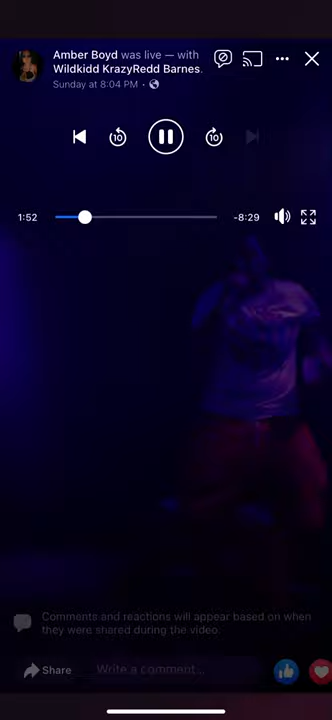 Amber Boyd was live — with
Wildkidd KrazyRedd Barnes.
Sunday at 8:04 PM ·
10
10
1:52
-8:29
Comments and reactions will appear based on when
they were shared during the video.
Share
Write a comment...